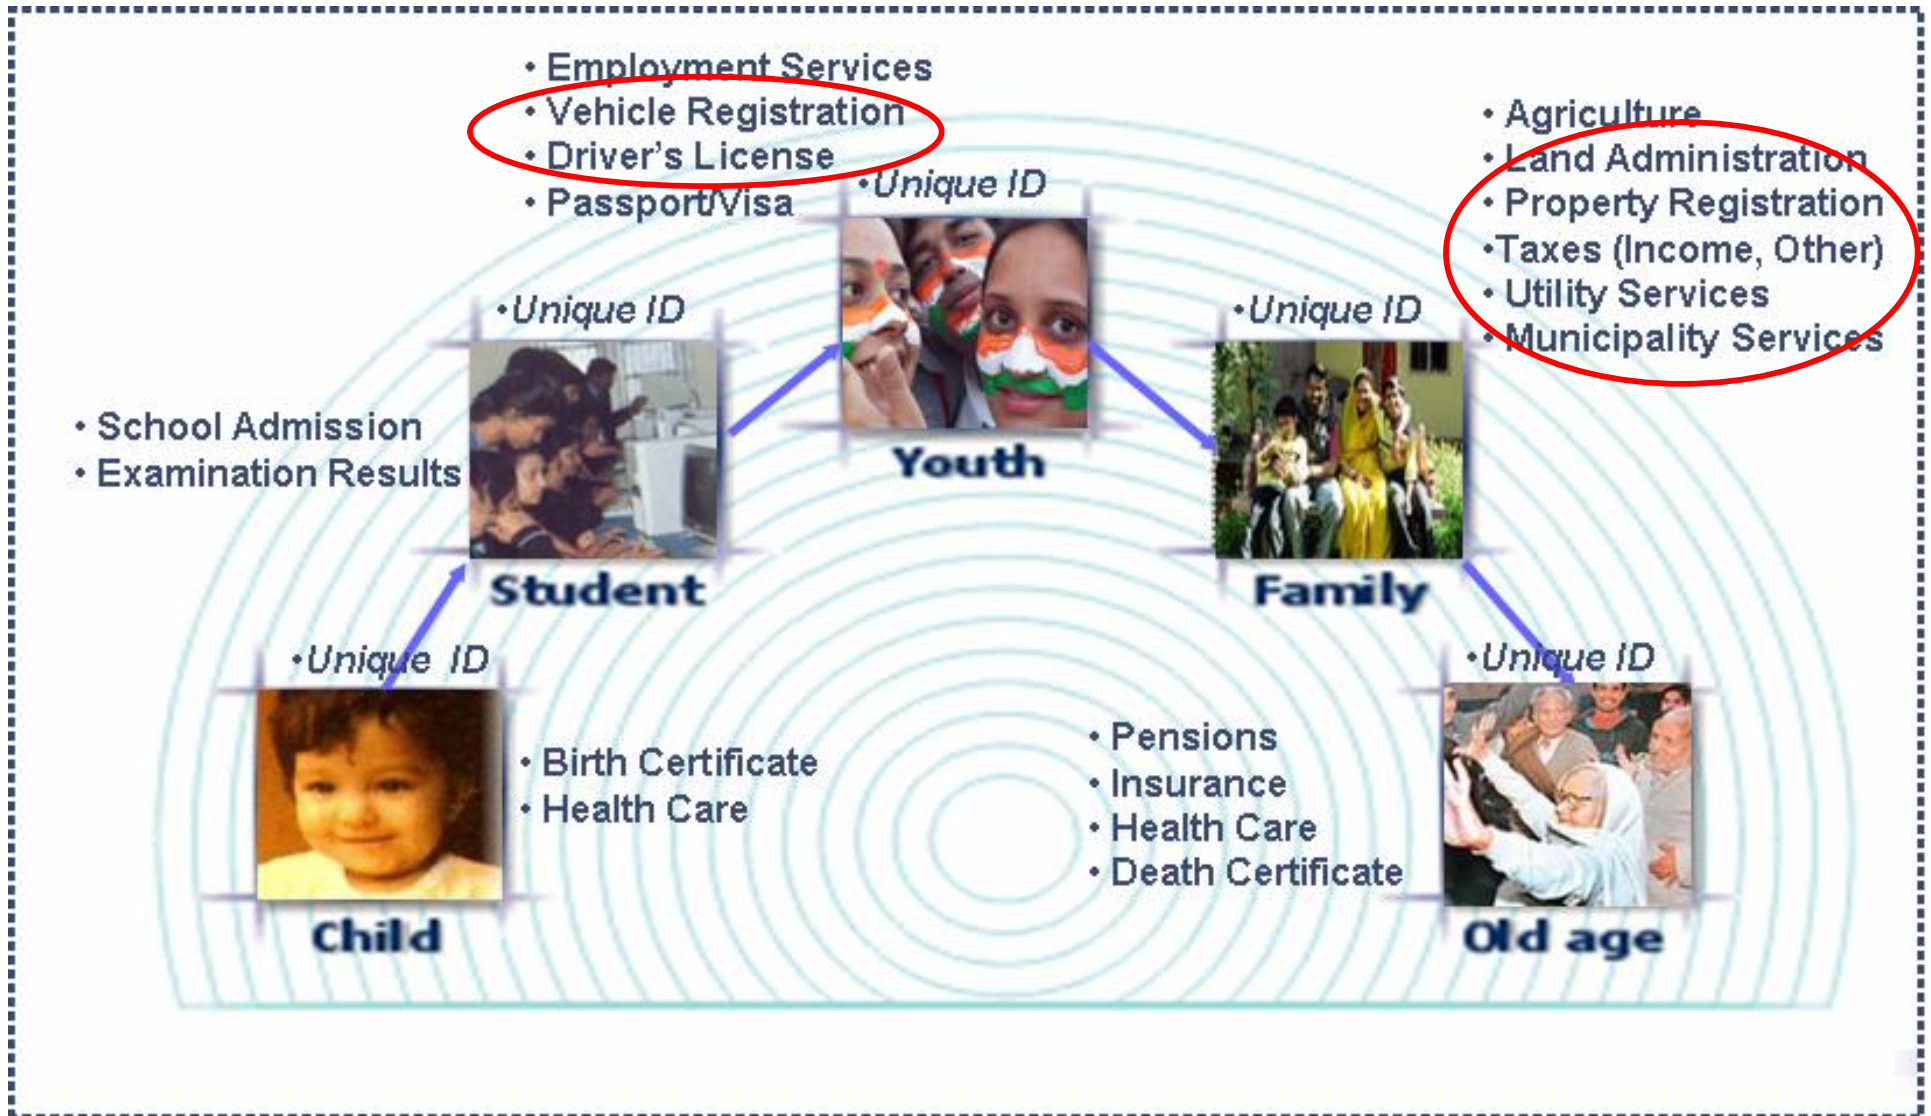 • Employment Services
• Vehicle Registration
• Driver's License
• Passport/Visa
•Unique ID
Youth
• Agriculture
• Land Administration
• Property Registration
•Taxes (Income, Other)
• Utility Services
• Municipality Services
•Unique ID
Family
•Unique ID
Student
• School Admission
• Examination Results
•Unique ID
Child
• Birth Certificate
• Health Care
• Pensions
• Insurance
• Health Care
• Death Certificate
•Unique ID
Old age